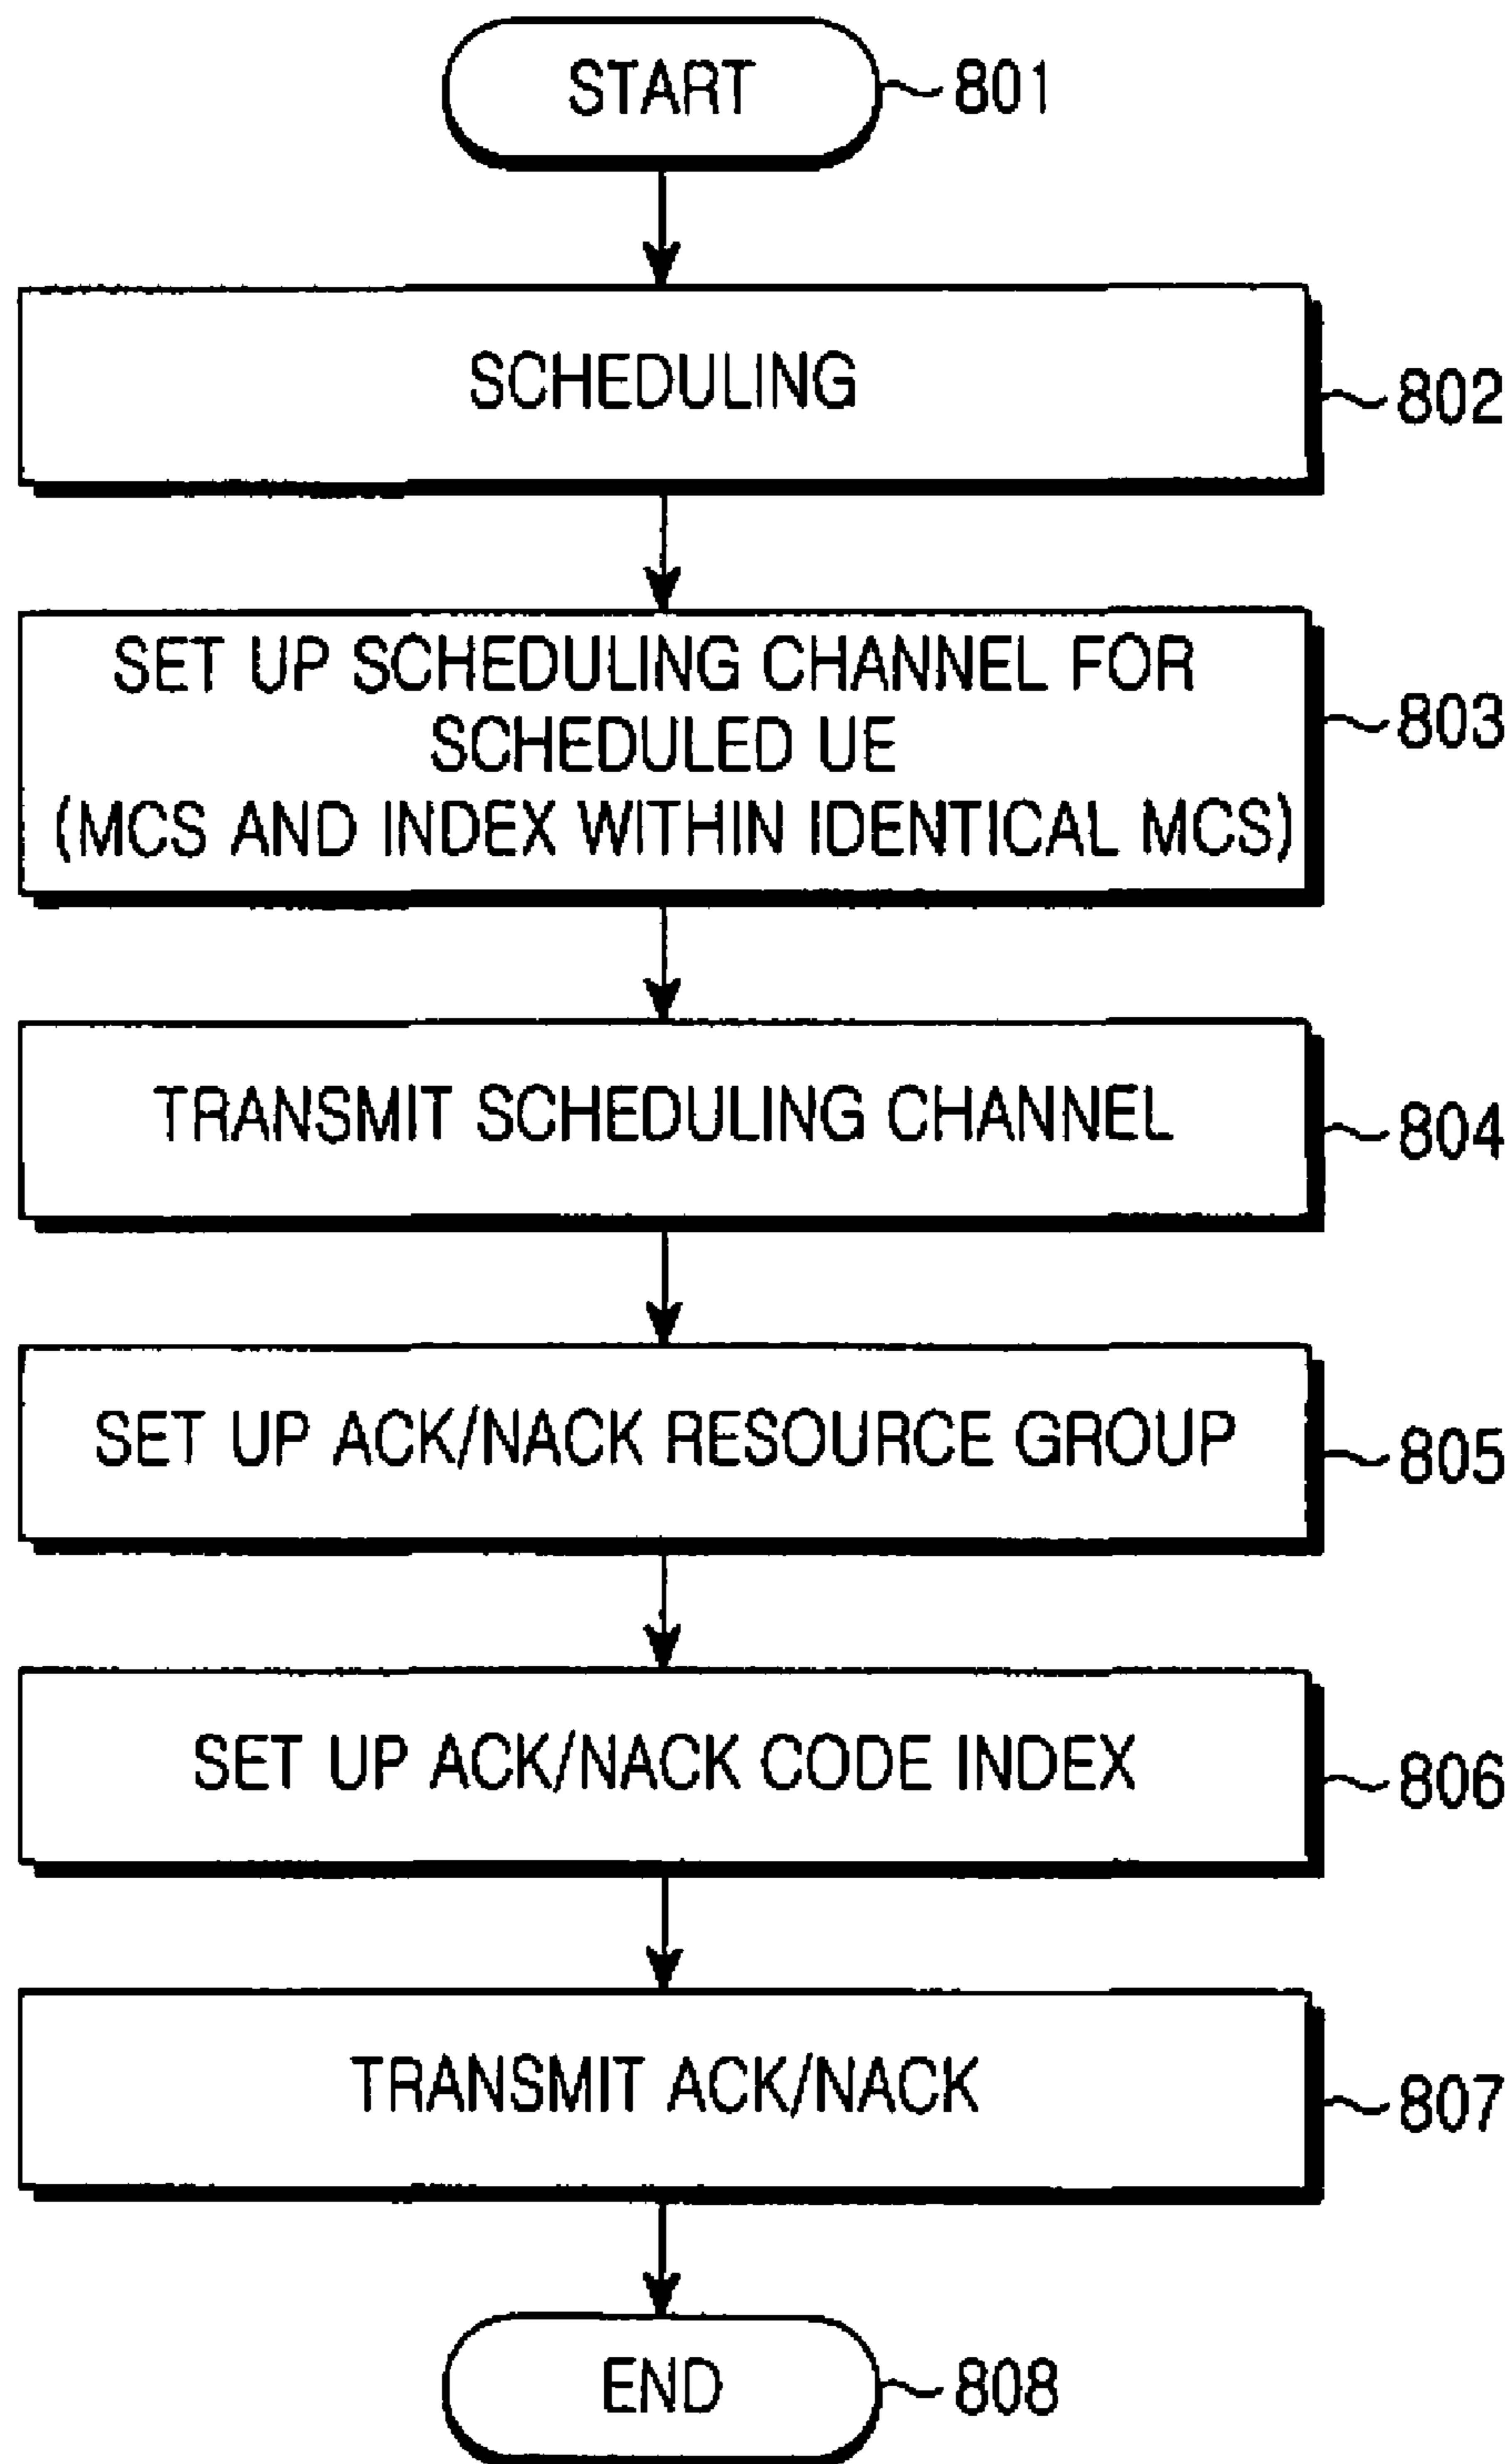 START
801
SCHEDULING
802
SET UP SCHEDULING CHANNEL FOR
SCHEDULED UE
(MCS AND INDEX WITHIN IDENTICAL MCS)
803
TRANSMIT SCHEDULING CHANNEL
804
SET UP ACK/NACK RESOURCE GROUP
805
SET UP ACK/NACK CODE INDEX
806
TRANSMIT ACK/NACK
807
END
808